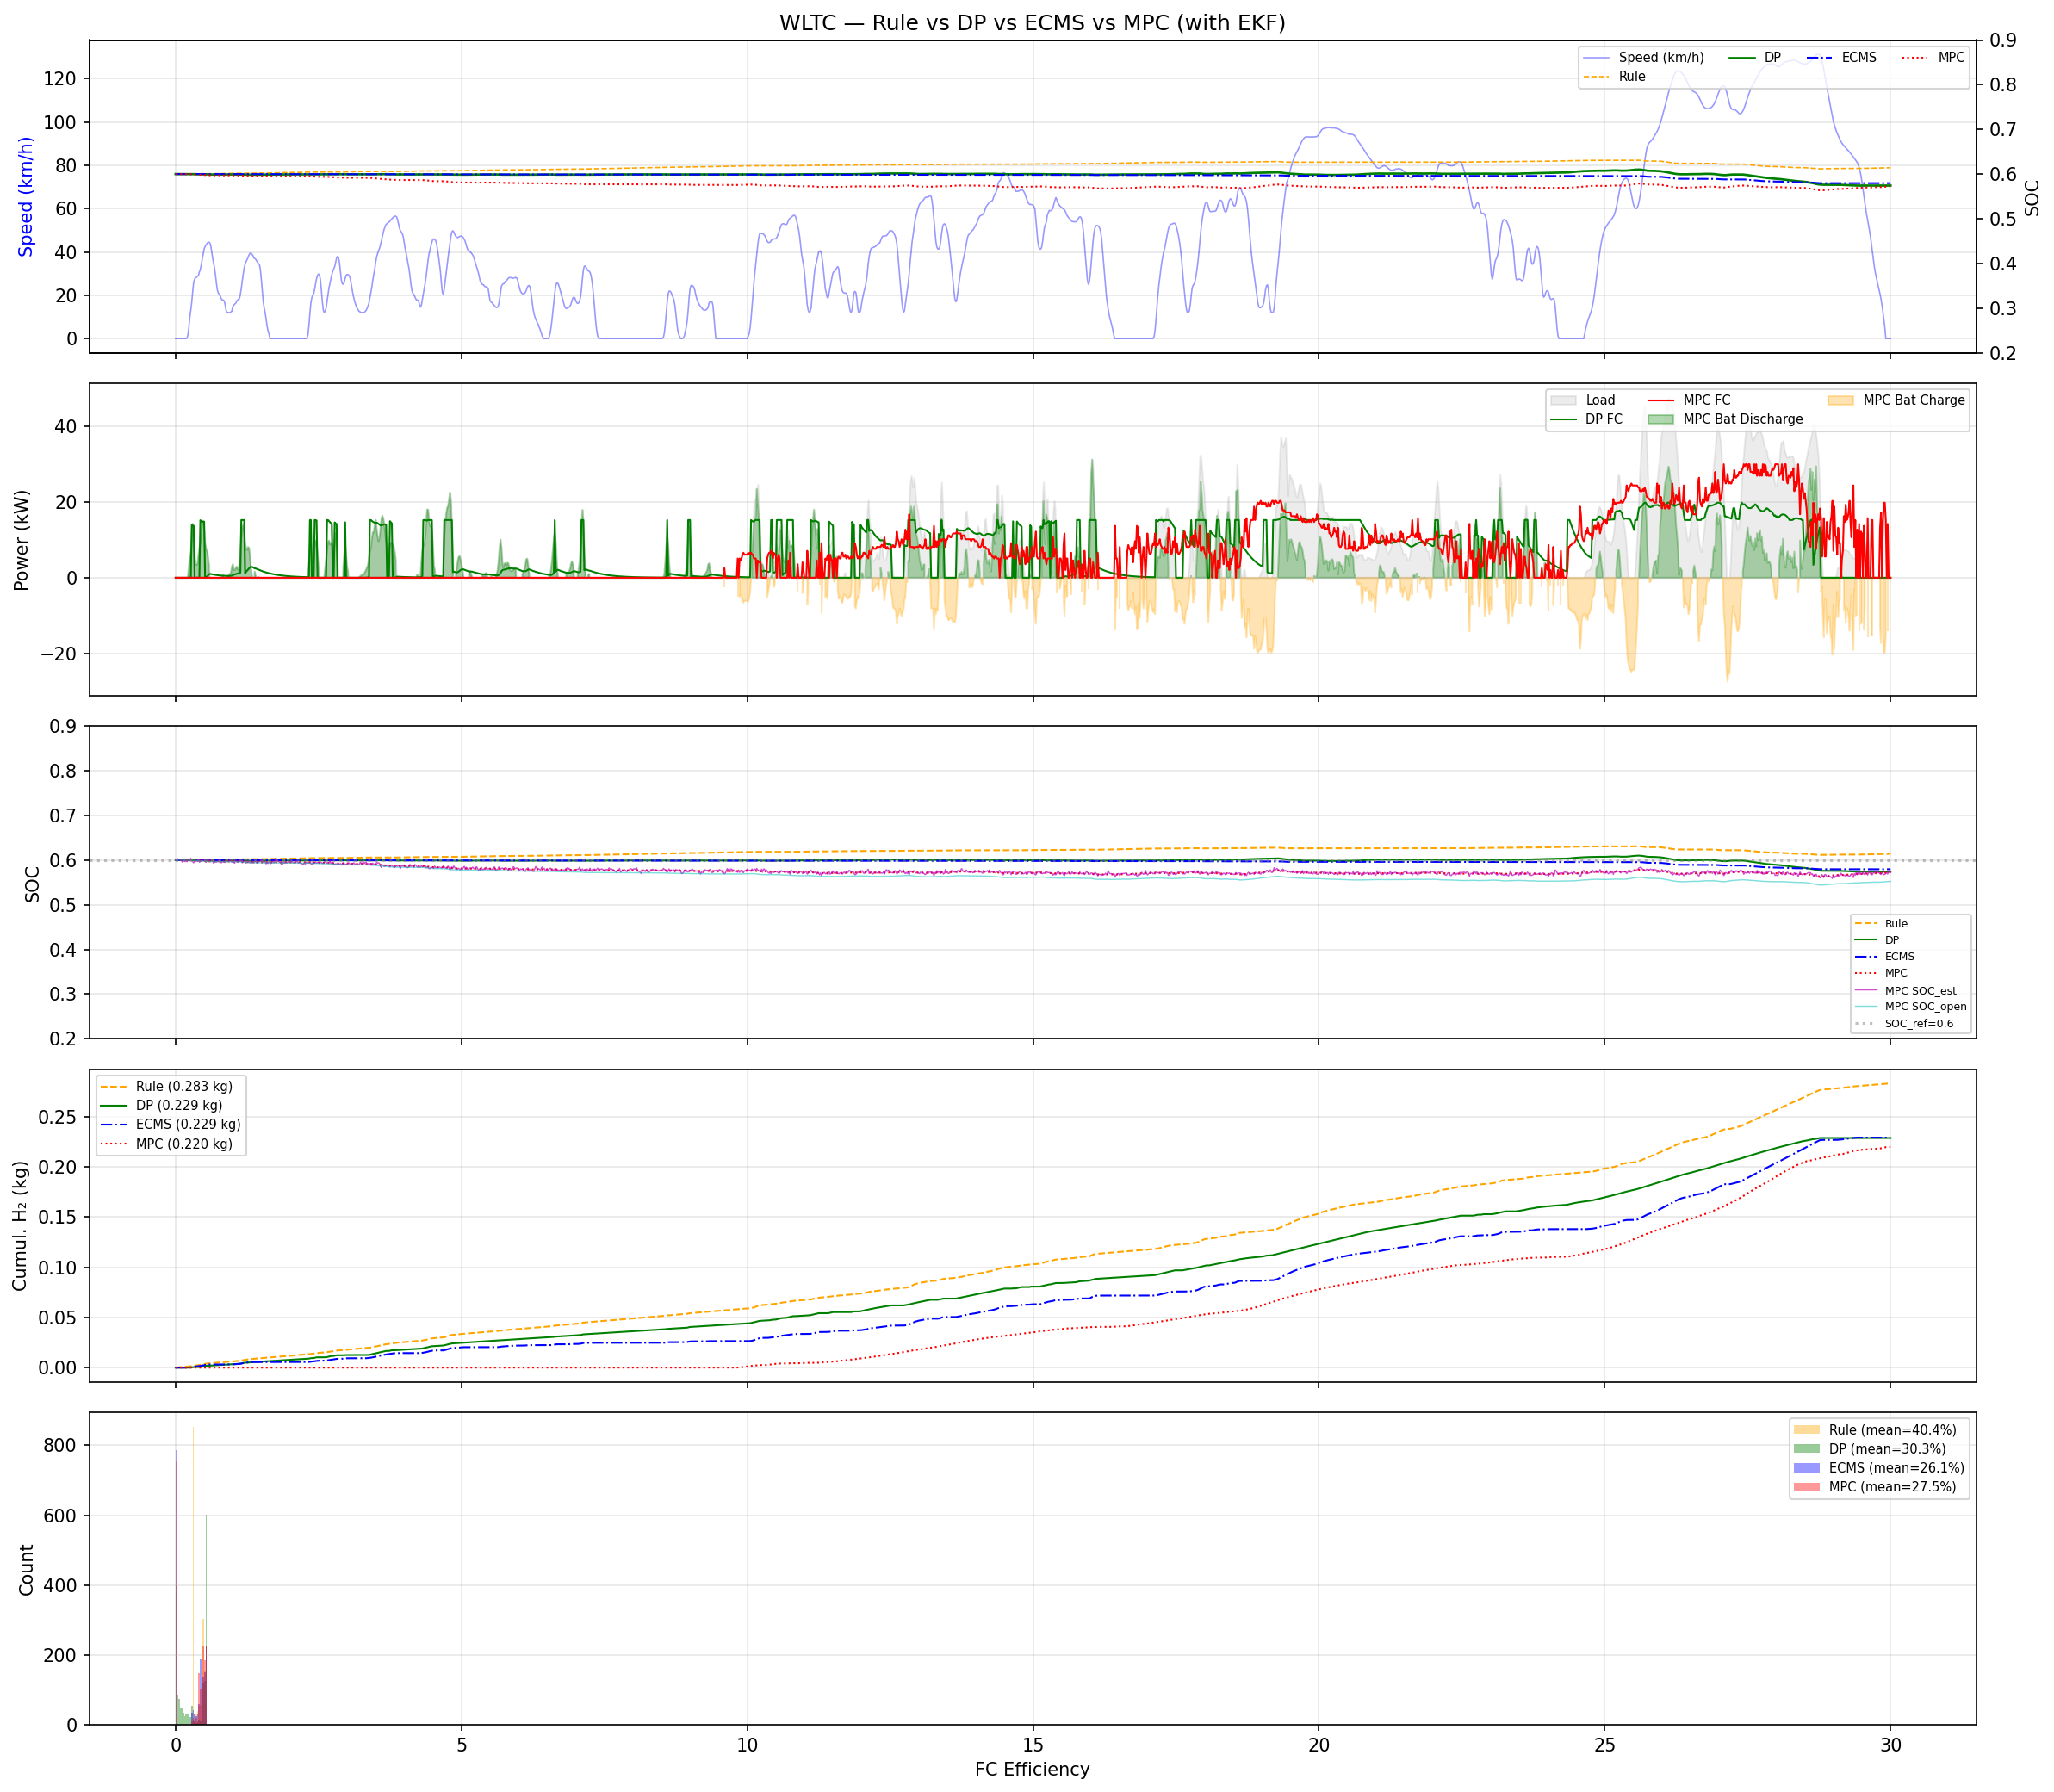 WLTC — Rule vs DP vs ECMS vs MPC (with EKF)
Speed (km/h)
120
100
80
60
40
20
0
Speed (km/h) DP ECMS MPC
Rule
0.9
0.8
0.7
0.6
0.5
0.4
0.3
0.2
SOC
Power (kW)
40
20
0
−20
Load MPC FC MPC Bat Charge
DP FC MPC Bat Discharge
SOC
0.9
0.8
0.7
0.6
0.5
0.4
0.3
0.2
Rule
DP
ECMS
MPC
MPC SOC_est
MPC SOC_open
SOC_ref=0.6
Cumul. H₂ (kg)
0.25
0.20
0.15
0.10
0.05
0.00
Rule (0.283 kg)
DP (0.229 kg)
ECMS (0.229 kg)
MPC (0.220 kg)
Count
800
600
400
200
0
Rule (mean=40.4%)
DP (mean=30.3%)
ECMS (mean=26.1%)
MPC (mean=27.5%)
0 5 10 15 20 25 30
FC Efficiency